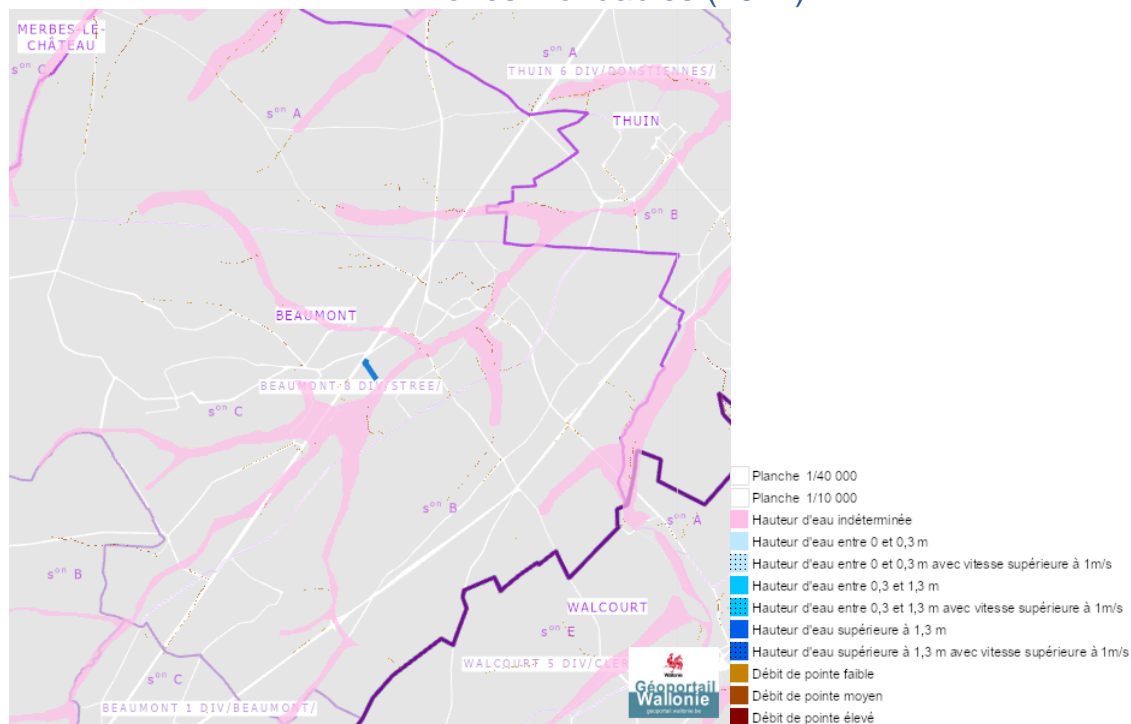 MERBES-LE-
CHÂTEAU
sᵒⁿ C
sᵒⁿ A
THUIN 6 DIV/DONSTIENNES/
sᵒⁿ A
THUIN
sᵒⁿ B
BEAUMONT
BEAUMONT 8 DIV/STREE/
sᵒⁿ C
sᵒⁿ B
sᵒⁿ A
sᵒⁿ B
WALCOURT
sᵒⁿ E
WALCOURT 5 DIV/CLER
sᵒⁿ C
BEAUMONT 1 DIV/BEAUMONT/
Wallonie
Géoportail
Wallonie
geoportail.wallonie.be
Planche 1/40 000
Planche 1/10 000
Hauteur d'eau indéterminée
Hauteur d'eau entre 0 et 0,3 m
Hauteur d'eau entre 0 et 0,3 m avec vitesse supérieure à 1m/s
Hauteur d'eau entre 0,3 et 1,3 m
Hauteur d'eau entre 0,3 et 1,3 m avec vitesse supérieure à 1m/s
Hauteur d'eau supérieure à 1,3 m
Hauteur d'eau supérieure à 1,3 m avec vitesse supérieure à 1m/s
Débit de pointe faible
Débit de pointe moyen
Débit de pointe élevé